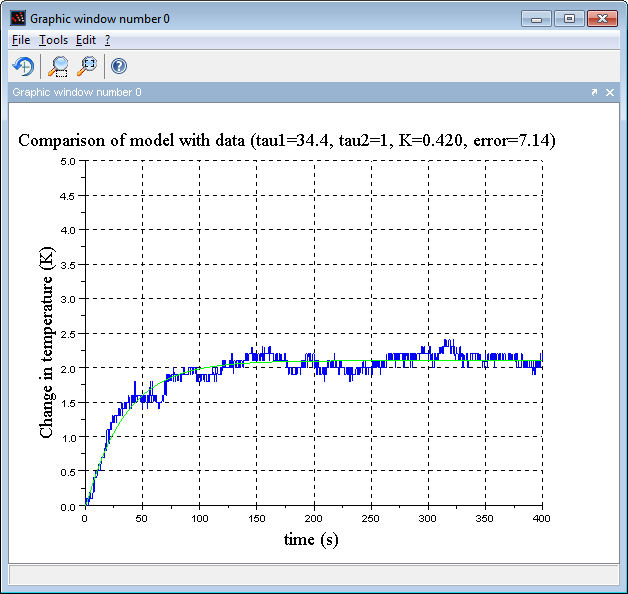 Graphic window number 0
File Tools Edit ?
Graphic window number 0
Comparison of model with data (tau1=34.4, tau2=1, K=0.420, error=7.14)
5.0
4.5
4.0
3.5
3.0
2.5
2.0
1.5
1.0
0.5
0.0
Change in temperature (K)
0 50 100 150 200 250 300 350 400
time (s)